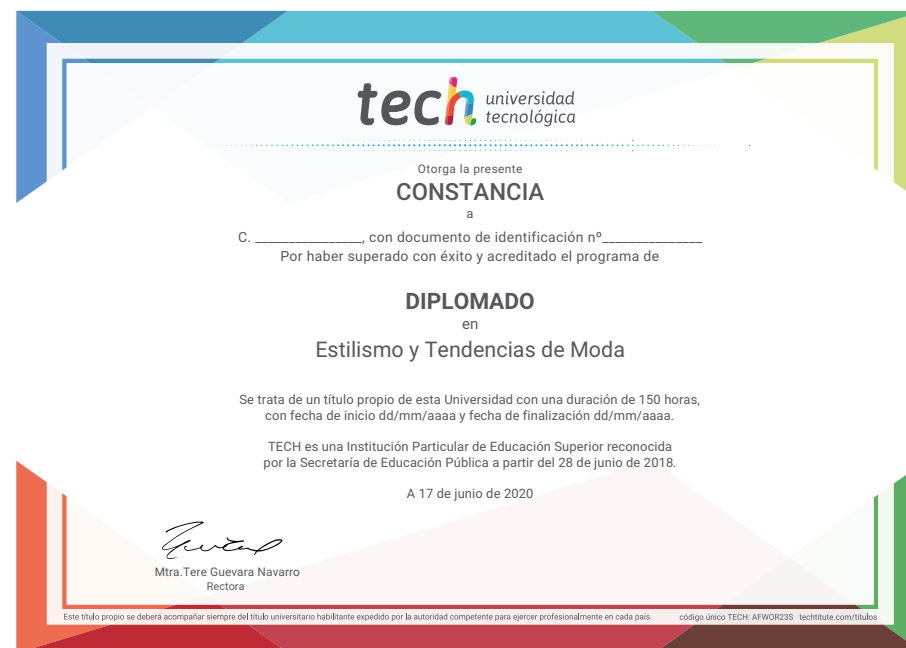 tech universidad
tecnológica
Otorga la presente
CONSTANCIA
a
C. ________________, con documento de identificación nº_______________
Por haber superado con éxito y acreditado el programa de
DIPLOMADO
en
Estilismo y Tendencias de Moda
Se trata de un título propio de esta Universidad con una duración de 150 horas,
con fecha de inicio dd/mm/aaaa y fecha de finalización dd/mm/aaaa.
TECH es una Institución Particular de Educación Superior reconocida
por la Secretaría de Educación Pública a partir del 28 de junio de 2018.
A 17 de junio de 2020
Mtra.Tere Guevara Navarro
Rectora
Este título propio se deberá acompañar siempre del título universitario habilitante expedido por la autoridad competente para ejercer profesionalmente en cada país. código único TECH: AFWOR23S techtitute.com/titulos